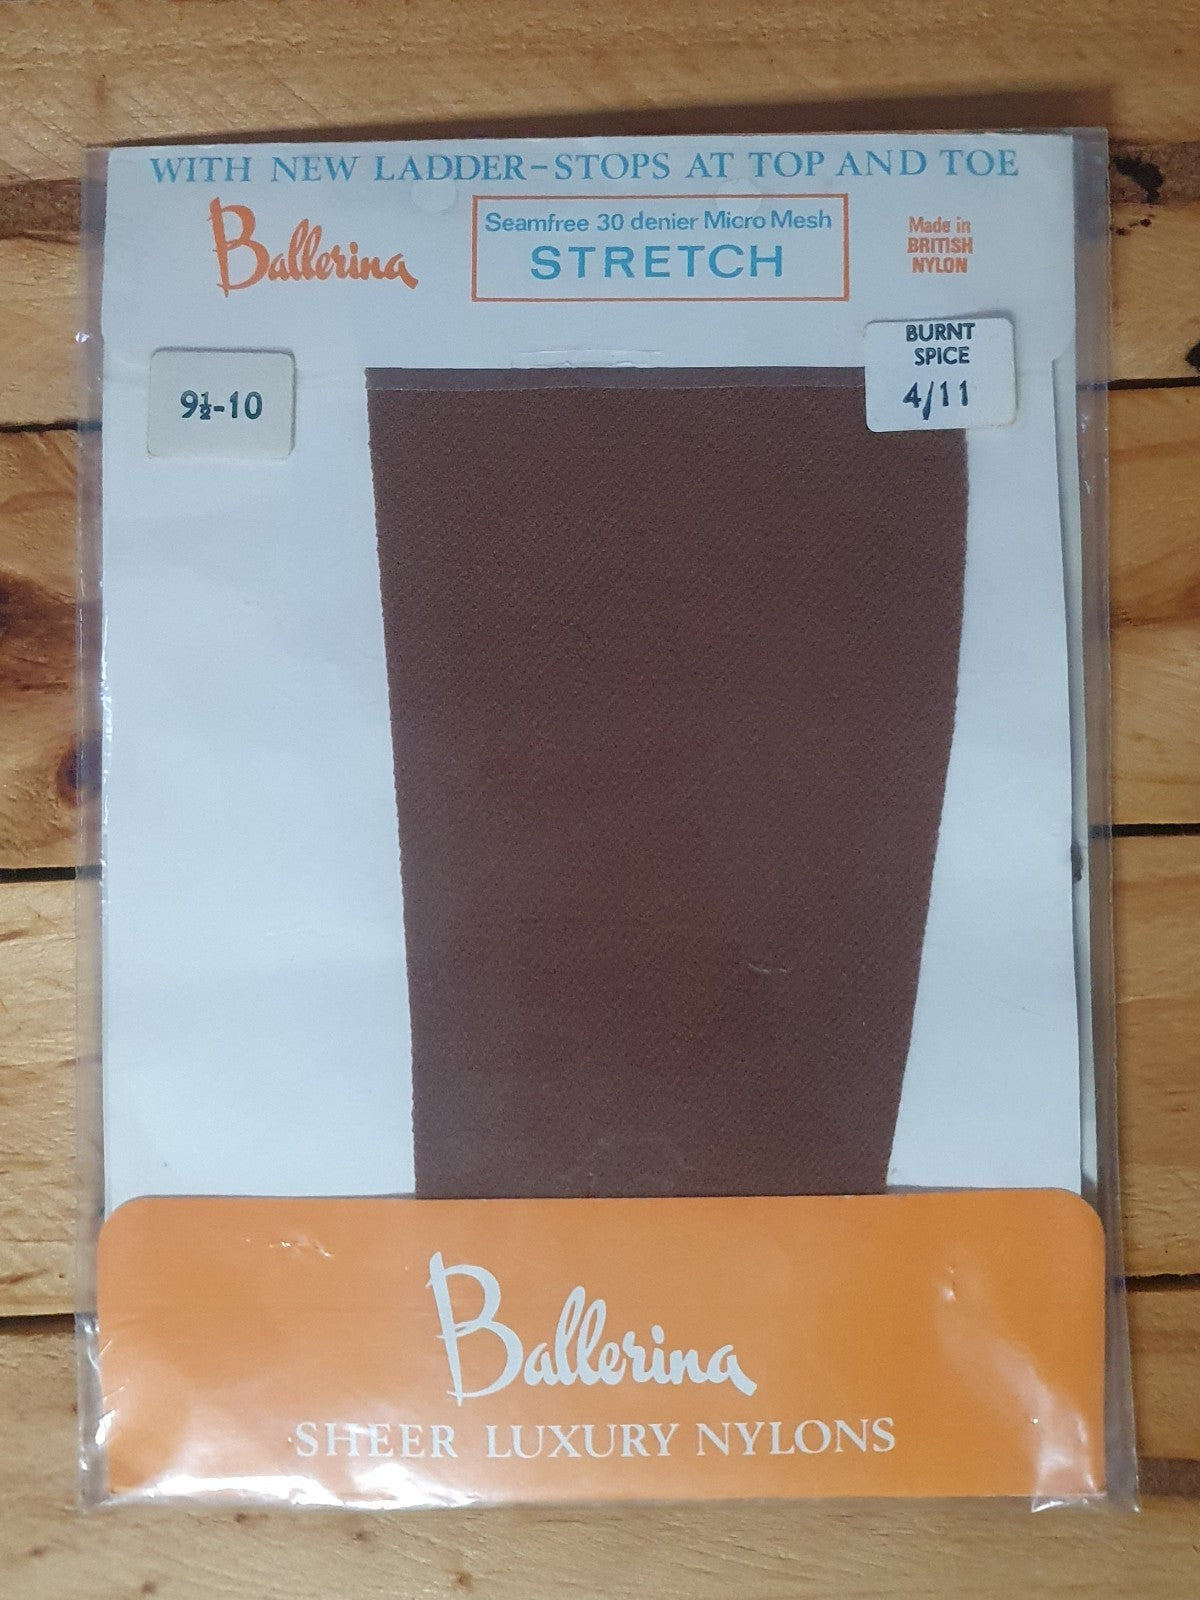 WITH NEW LADDER-STOPS AT TOP AND TOE
Ballerina
Seamfree 30 denier Micro Mesh
STRETCH
Made in
BRITISH
NYLON
9½-10
BURNT
SPICE
4/11
Ballerina
SHEER LUXURY NYLONS